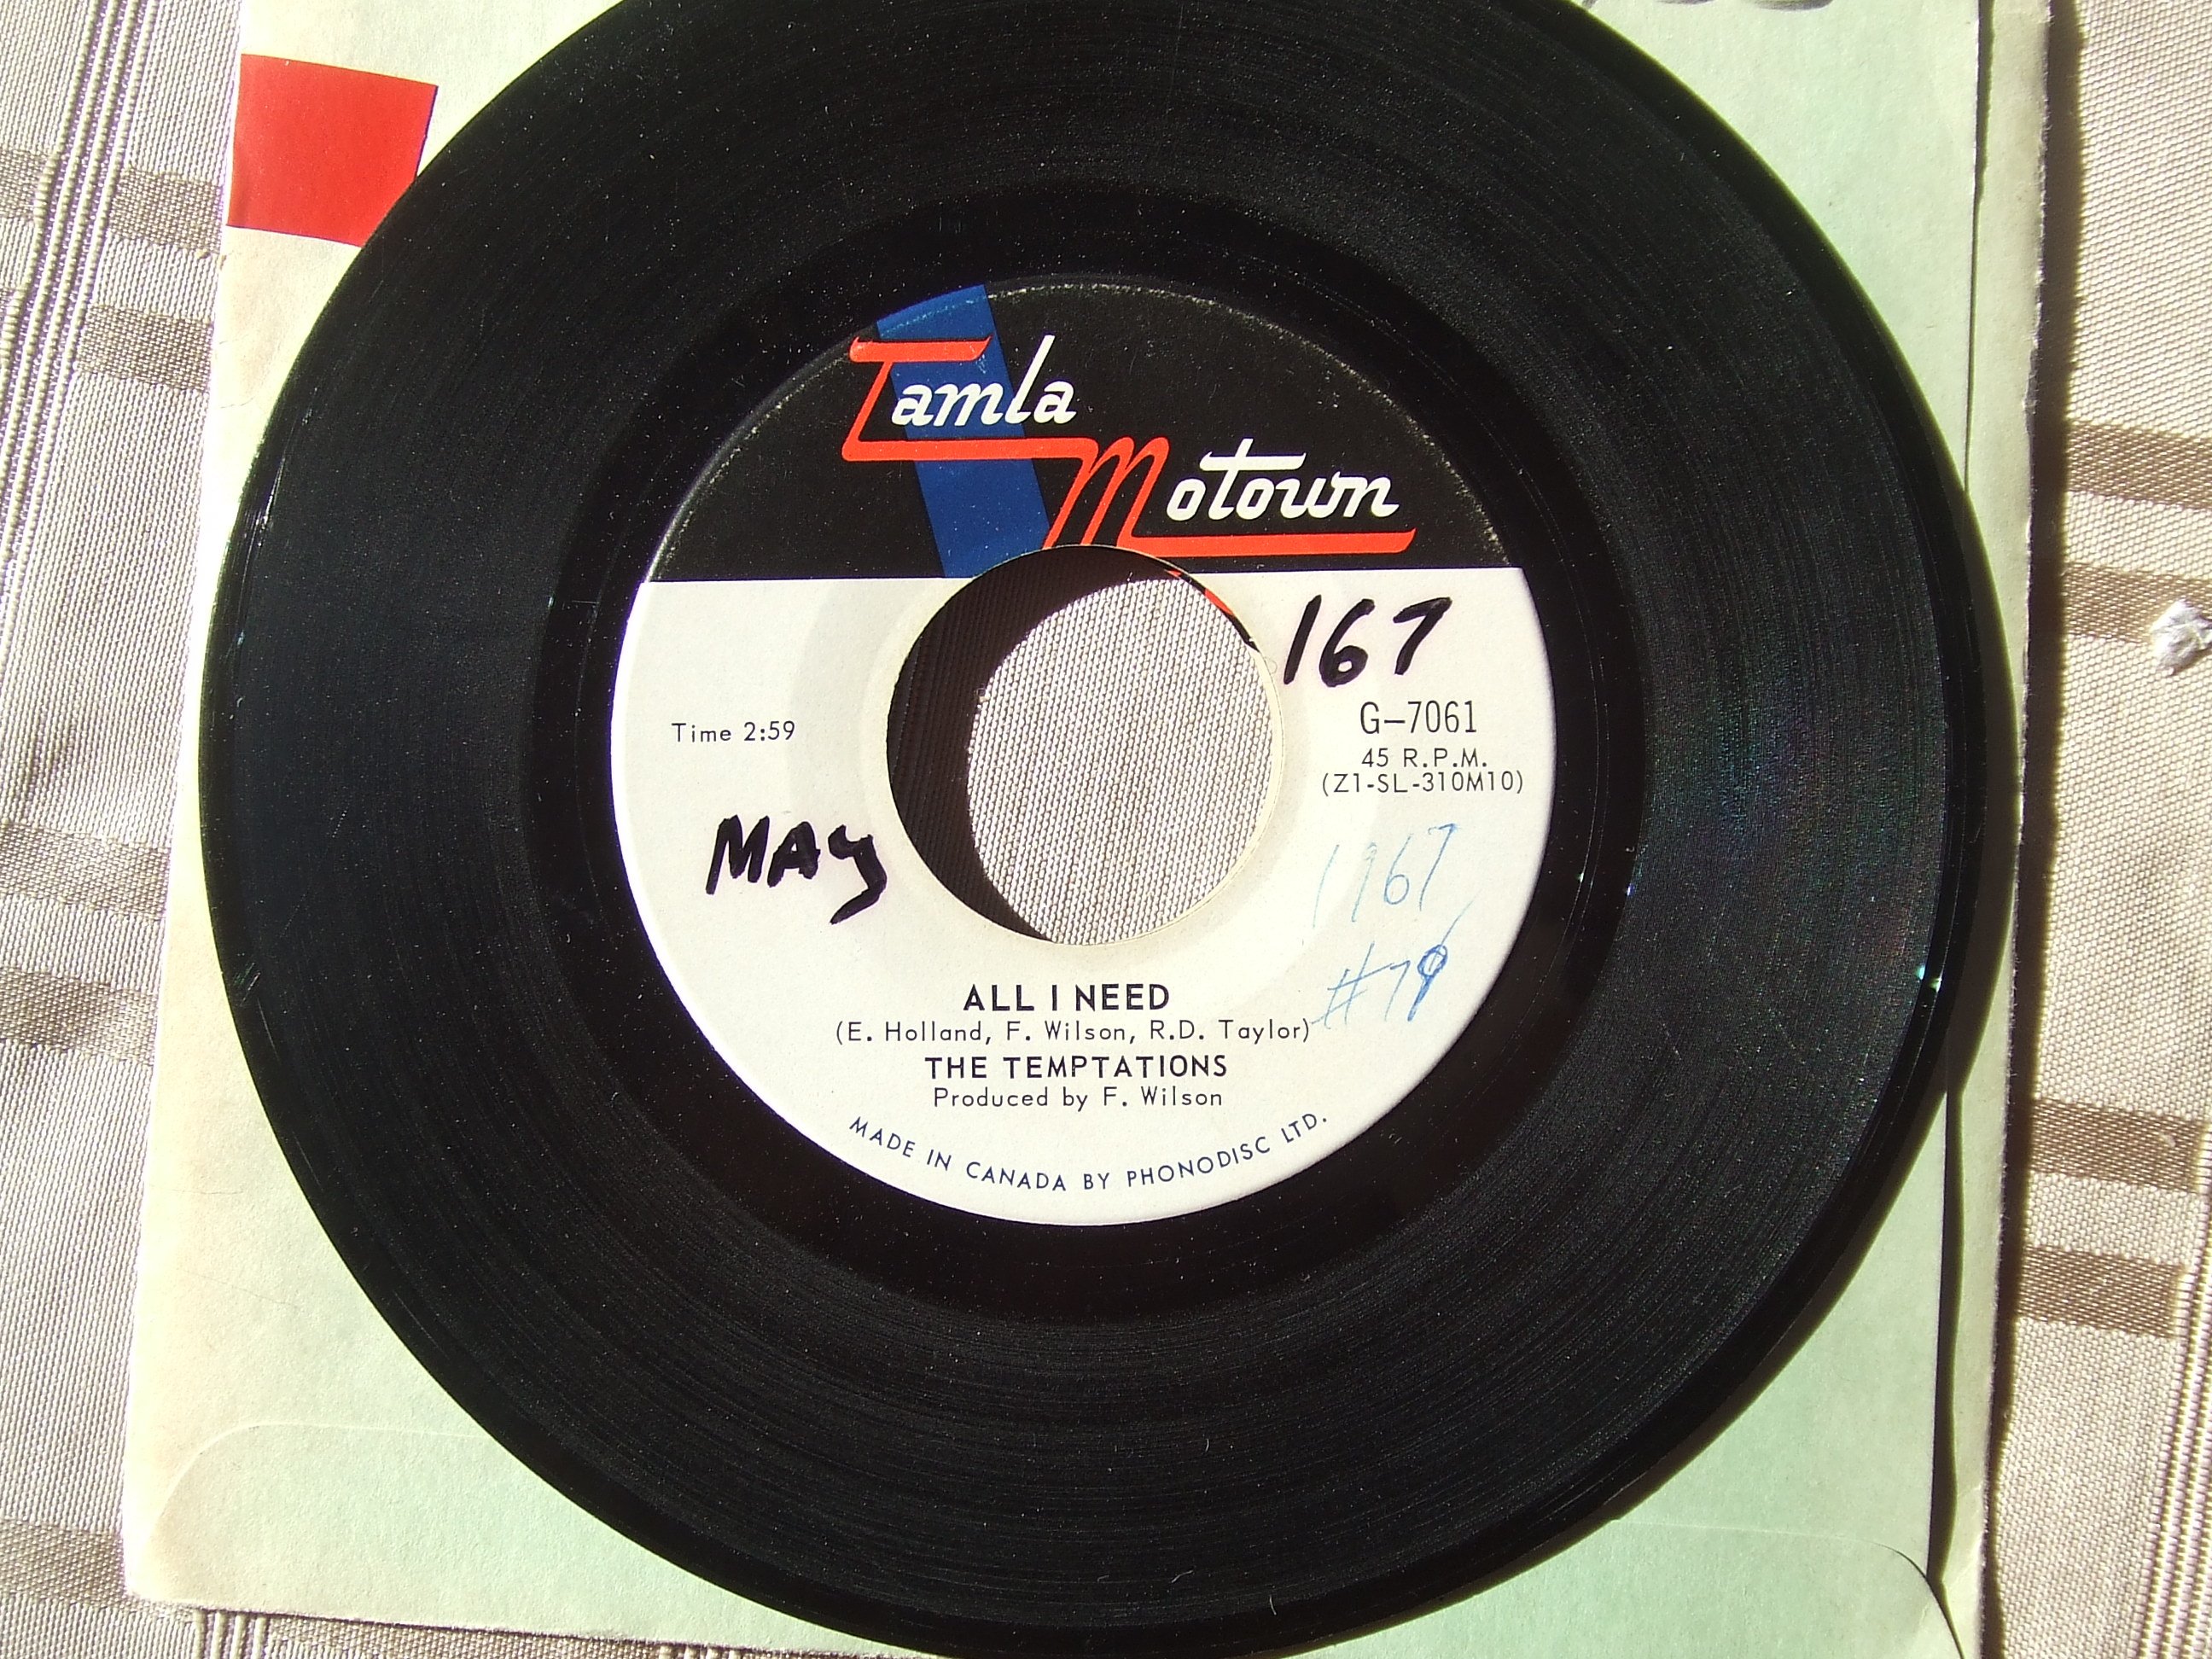 Tamla
Motown
167
Time 2:59
G-7061
45 R.P.M.
(Z1-SL-310M10)
MAy
1967
#79
ALL I NEED
(E. Holland, F. Wilson, R.D. Taylor)
THE TEMPTATIONS
Produced by F. Wilson
MADE IN CANADA BY PHONODISC LTD.